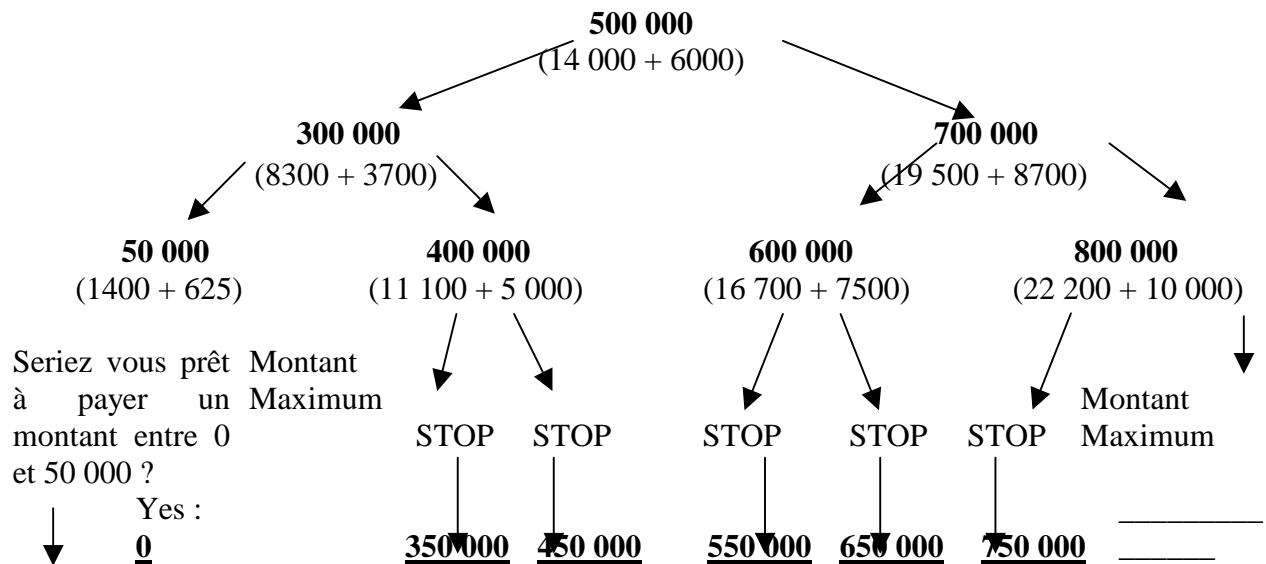 500 000
(14 000 + 6000)
300 000 700 000
(8300 + 3700) (19 500 + 8700)
50 000 400 000 600 000 800 000
(1400 + 625) (11 100 + 5 000) (16 700 + 7500) (22 200 + 10 000)
Seriez vous prêt Montant
à payer un Maximum Montant
montant entre 0 STOP STOP STOP STOP STOP Maximum
et 50 000 ?
Yes : __________
0 350 000 450 000 550 000 650 000 750 000 ______